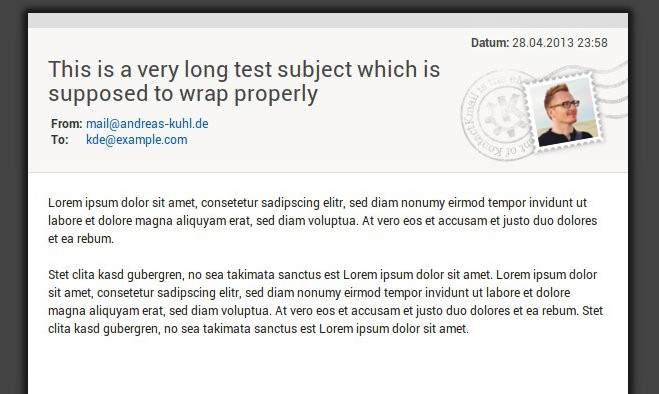 Datum: 28.04.2013 23:58
This is a very long test subject which is
supposed to wrap properly
From: mail@andreas-kuhl.de
To: kde@example.com
Lorem ipsum dolor sit amet, consetetur sadipscing elitr, sed diam nonumy eirmod tempor invidunt ut
labore et dolore magna aliquyam erat, sed diam voluptua. At vero eos et accusam et justo duo dolores
et ea rebum.
Stet clita kasd gubergren, no sea takimata sanctus est Lorem ipsum dolor sit amet. Lorem ipsum dolor
sit amet, consetetur sadipscing elitr, sed diam nonumy eirmod tempor invidunt ut labore et dolore
magna aliquyam erat, sed diam voluptua. At vero eos et accusam et justo duo dolores et ea rebum. Stet
clita kasd gubergren, no sea takimata sanctus est Lorem ipsum dolor sit amet.